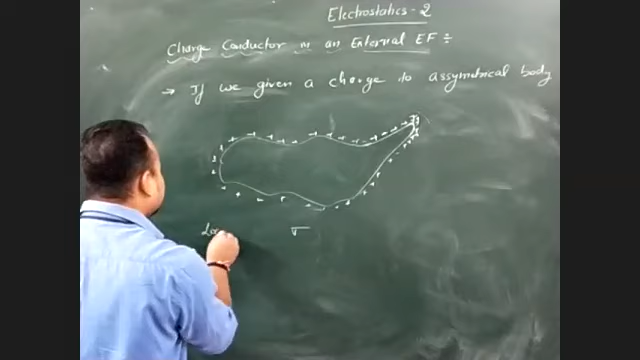 Electrostatics - 2
Charge Conductor in an External EF ÷
→ If we given a charge to assymetrical body
σ